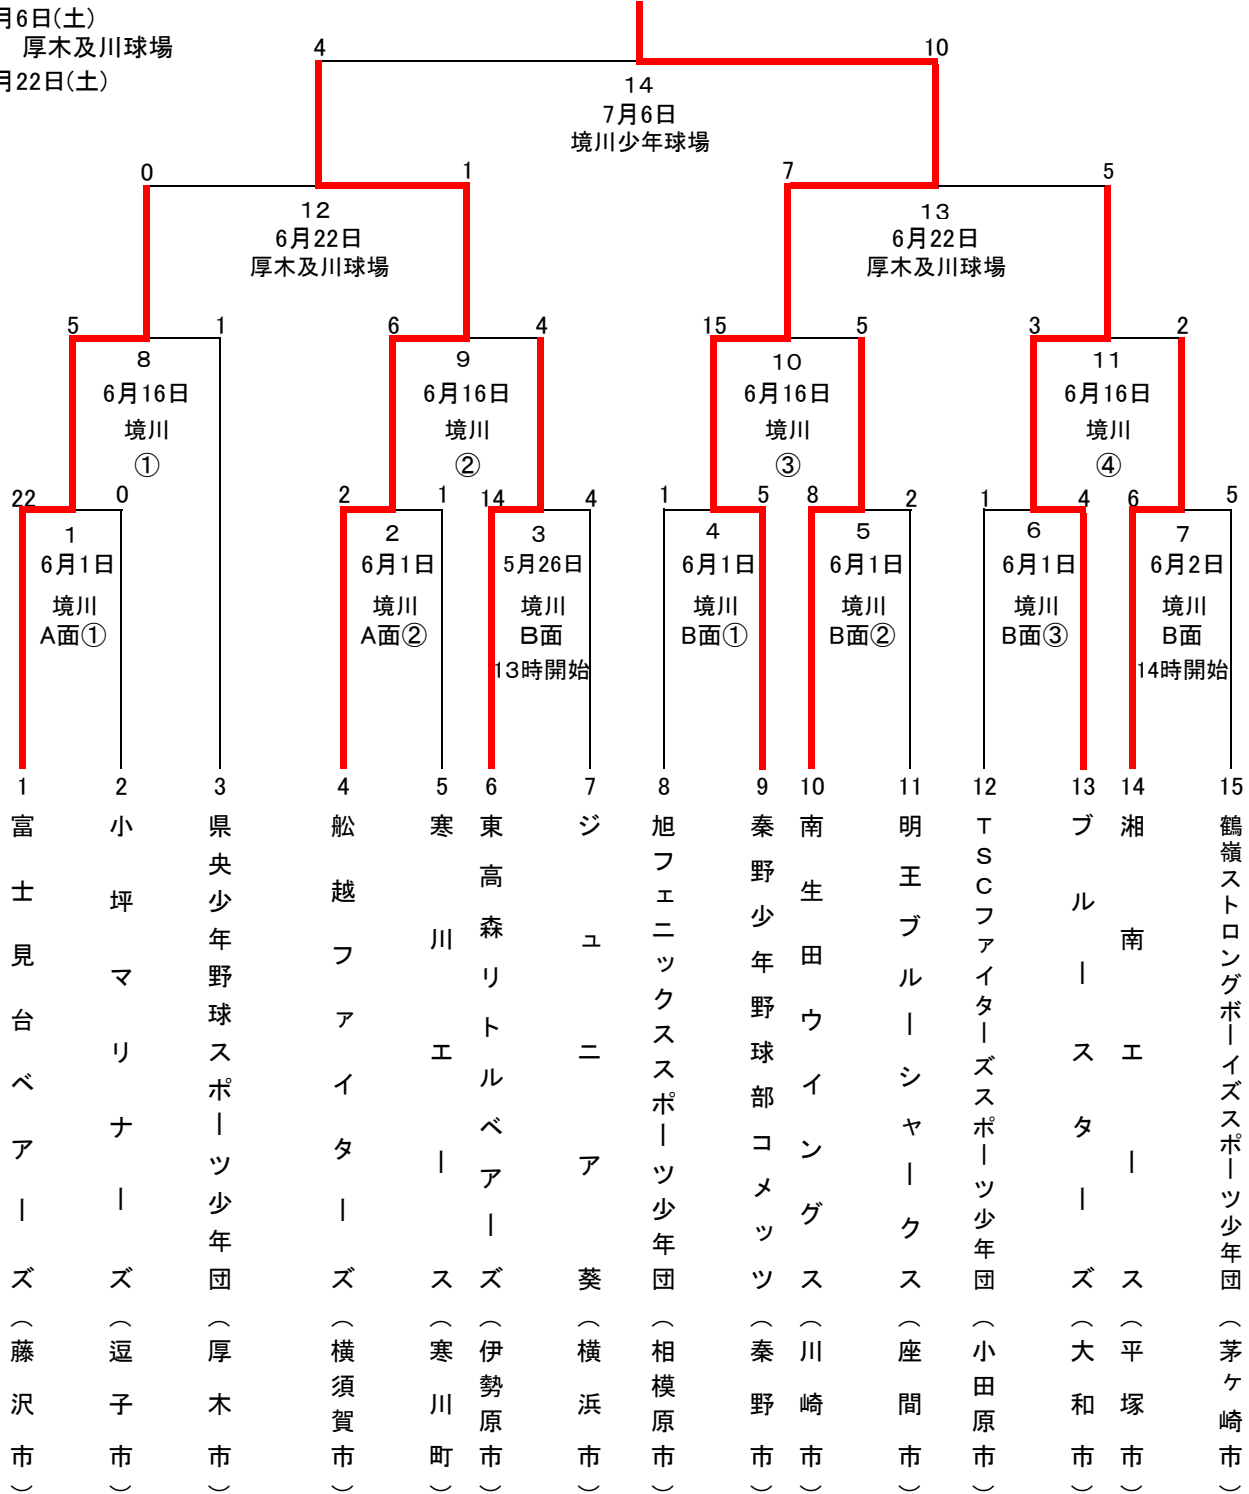 月6日(土)
厚木及川球場
月22日(土)
4
10
14
7月6日
境川少年球場
0
1
7
5
12
6月22日
厚木及川球場
13
6月22日
厚木及川球場
5
1
6
4
15
5
3
2
8
6月16日
境川
①
9
6月16日
境川
②
10
6月16日
境川
③
11
6月16日
境川
④
22
0
2
1
14
4
1
5
8
2
1
4
6
5
1
6月1日
境川
A面①
2
6月1日
境川
A面②
3
5月26日
境川
B面
13時開始
4
6月1日
境川
B面①
5
6月1日
境川
B面②
6
6月1日
境川
B面③
7
6月2日
境川
B面
14時開始
1
富士見台ベアーズ(藤沢市)
2
小坪マリナーズ(逗子市)
3
県央少年野球スポーツ少年団(厚木市)
4
舩越ファイターズ(横須賀市)
5
寒川エース(寒川町)
6
東高森リトルベアーズ(伊勢原市)
7
ジュニア葵(横浜市)
8
旭フェニックススポーツ少年団(相模原市)
9
秦野少年野球部コメッツ(秦野市)
10
南生田ウイングス(川崎市)
11
明王ブルーシャークス(座間市)
12
TSCファイターズスポーツ少年団(小田原市)
13
ブルースターズ(大和市)
14
湘南エース(平塚市)
15
鶴嶺ストロングボーイズスポーツ少年団(茅ケ崎市)